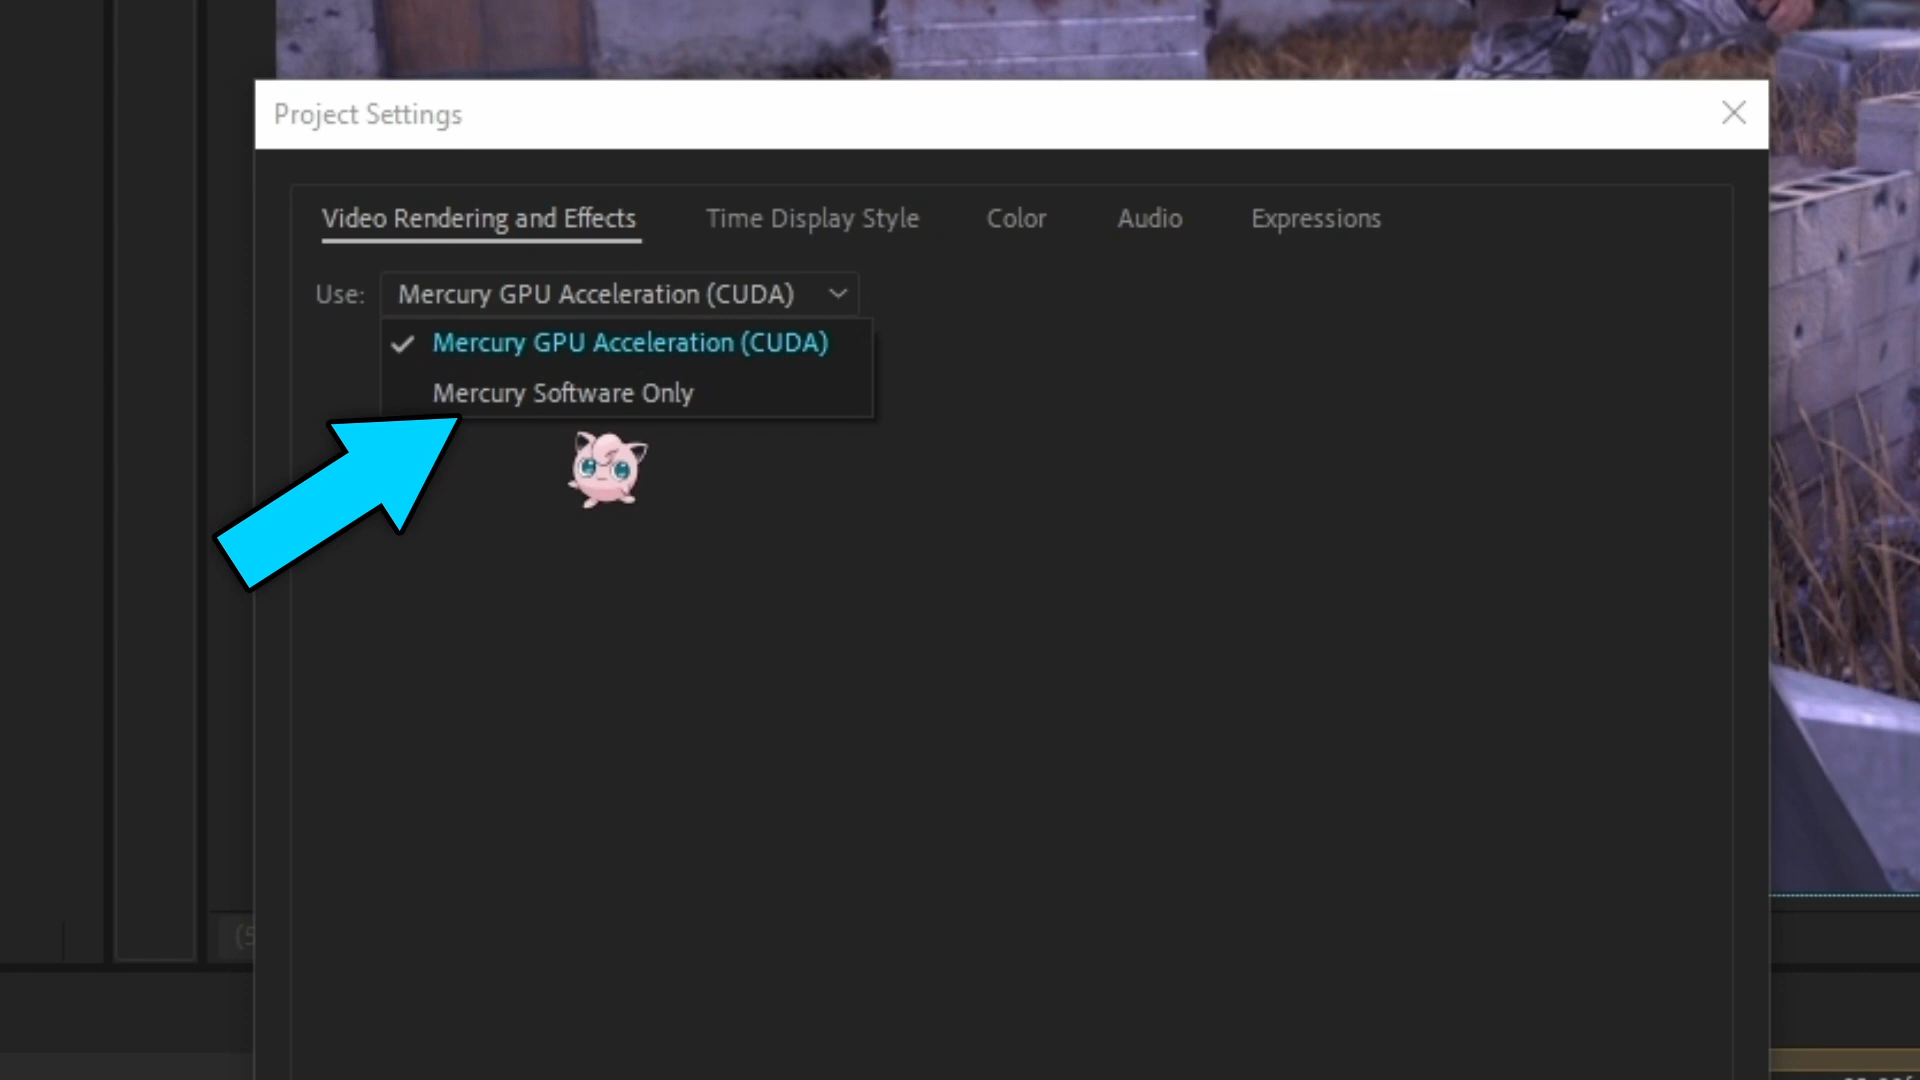 Project Settings
Video Rendering and Effects Time Display Style Color Audio Expressions
Use: Mercury GPU Acceleration (CUDA)
Mercury GPU Acceleration (CUDA)
Mercury Software Only
(5